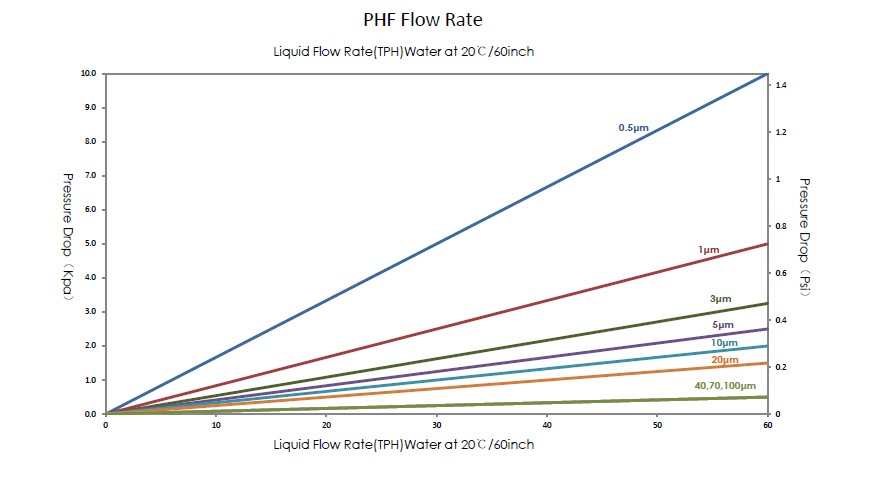 PHF Flow Rate
Liquid Flow Rate(TPH)Water at 20℃/60inch
10.0
9.0
8.0
7.0
6.0
5.0
4.0
3.0
2.0
1.0
0.0
Pressure Drop（Kpa）
0.5μm
1μm
3μm
5μm
10μm
20μm
40,70,100μm
1.4
1.2
1
0.8
0.6
0.4
0.2
0
Pressure Drop（Psi）
0 10 20 30 40 50 60
Liquid Flow Rate(TPH)Water at 20℃/60inch